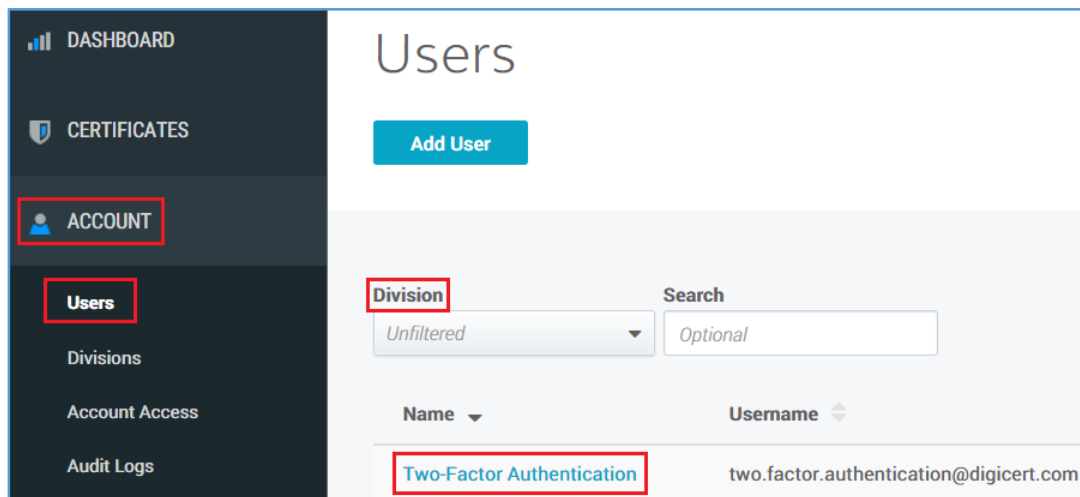 DASHBOARD
CERTIFICATES
ACCOUNT
Users
Divisions
Account Access
Audit Logs
Users
Add User
Division Search
Unfiltered Optional
Name Username
Two-Factor Authentication two.factor.authentication@digicert.com